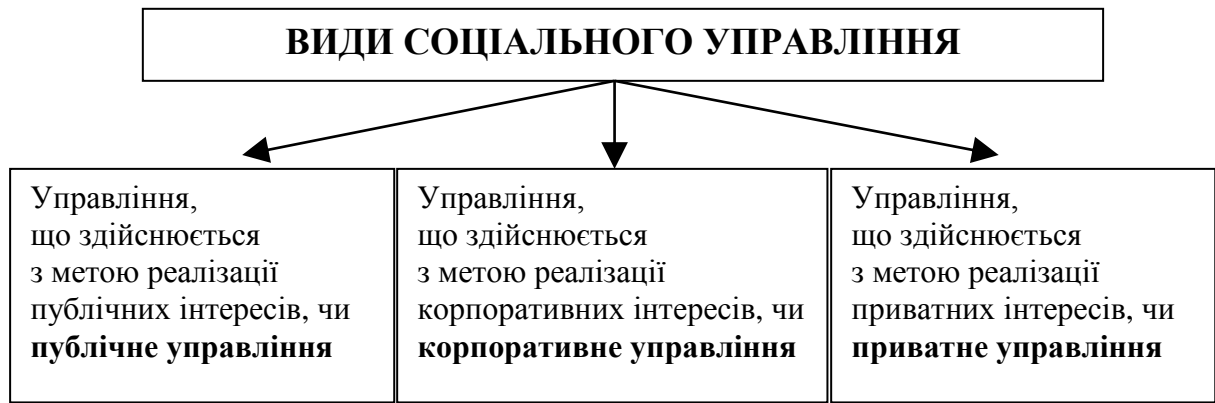 ВИДИ СОЦІАЛЬНОГО УПРАВЛІННЯ
Управління,
що здійснюється
з метою реалізації
публічних інтересів, чи
публічне управління
Управління,
що здійснюється
з метою реалізації
корпоративних інтересів, чи
корпоративне управління
Управління,
що здійснюється
з метою реалізації
приватних інтересів, чи
приватне управління